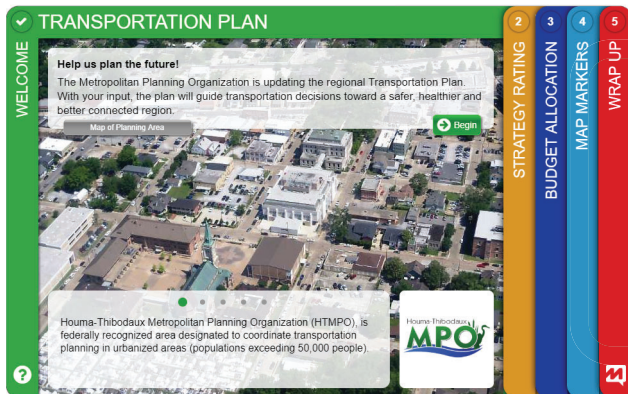 TRANSPORTATION PLAN
WELCOME
Help us plan the future!
The Metropolitan Planning Organization is updating the regional Transportation Plan.
With your input, the plan will guide transportation decisions toward a safer, healthier and
better connected region.
Map of Planning Area
Begin
Houma-Thibodaux Metropolitan Planning Organization (HTMPO), is
federally recognized area designated to coordinate transportation
planning in urbanized areas (populations exceeding 50,000 people).
Houma-Thibodaux
MPO
?
2
STRATEGY RATING
3
BUDGET ALLOCATION
4
MAP MARKERS
5
WRAP UP